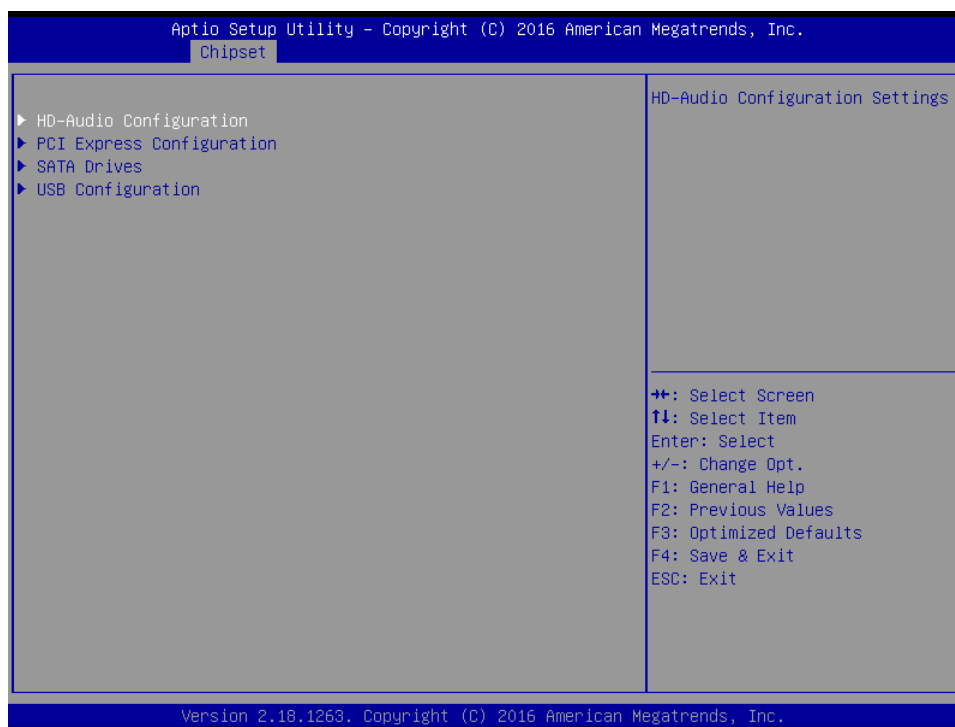 Aptio Setup Utility – Copyright (C) 2016 American Megatrends, Inc.
Chipset
HD-Audio Configuration
PCI Express Configuration
SATA Drives
USB Configuration
HD-Audio Configuration Settings
→←: Select Screen
↑↓: Select Item
Enter: Select
+/-: Change Opt.
F1: General Help
F2: Previous Values
F3: Optimized Defaults
F4: Save & Exit
ESC: Exit
Version 2.18.1263. Copyright (C) 2016 American Megatrends, Inc.